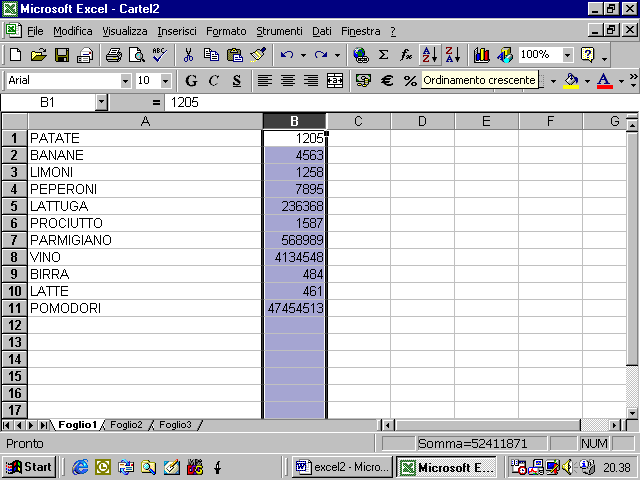 Microsoft Excel - Cartel2
File Modifica Visualizza Inserisci Formato Strumenti Dati Finestra ?
100%
Arial 10 G C S € % Ordinamento crescente
B1 = 1205
A B C D E F G
1 PATATE 1205
2 BANANE 4563
3 LIMONI 1258
4 PEPERONI 7895
5 LATTUGA 236368
6 PROCIUTTO 1587
7 PARMIGIANO 568989
8 VINO 4134548
9 BIRRA 484
10 LATTE 461
11 POMODORI 47454513
12
13
14
15
16
17
Foglio1 Foglio2 Foglio3
Pronto Somma=52411871 NUM
Start excel2 - Micro... Microsoft E... 20.38